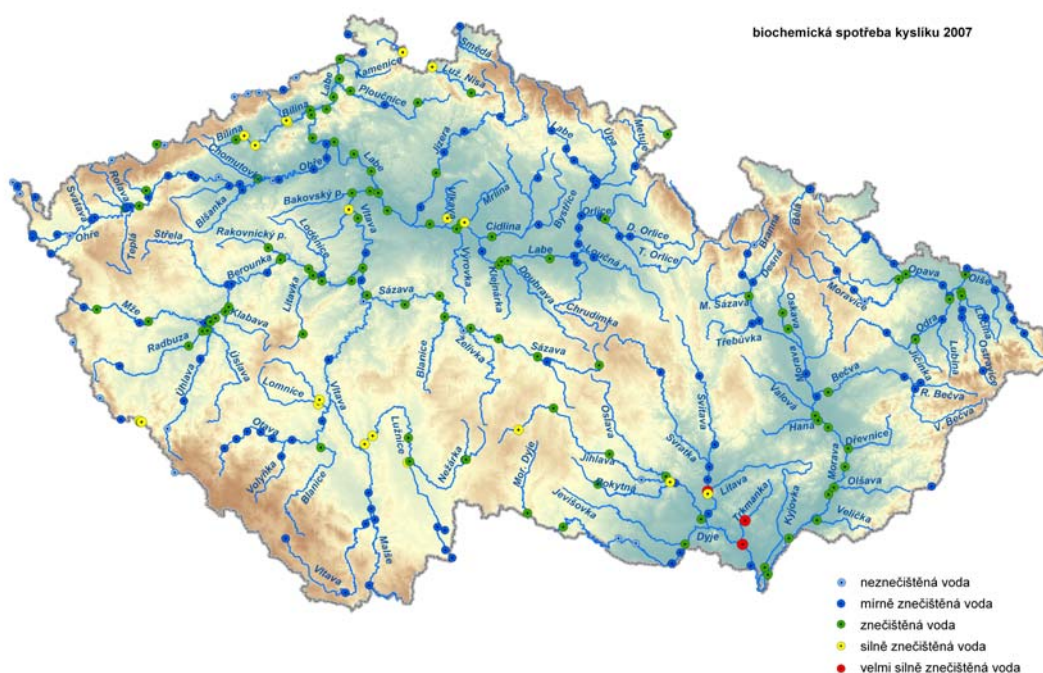 biochemická spotřeba kyslíku 2007
Smědá
Kamenice
Luž. Nisa
Labe
Ploučnice
Bílina
Bílina
Chomutovka
Jizera
Labe
Úpa
Metuje
Ohře
Labe
Rolava
Svatava
Blšanka
Bakovský p.
Vlkava
Mrlina
Bystřice
Ohře
Teplá
Střela
Rakovnický p.
Loděnice
Vltava
Cidlina
Orlice
D. Orlice
T. Orlice
Branná
Bělá
Desná
Berounka
Litavka
Výrovka
Klejnárka
Labe
Doubrava
Loučná
Chrudimka
Moravice
Opava
Olše
Mže
Klabava
Sázava
M. Sázava
Oskava
Odra
Lučina
Ostravice
Lubina
Jičínka
Radbuza
Úhlava
Úslava
Blanice
Želivka
Sázava
Třebůvka
Morava
Bečva
R. Bečva
V. Bečva
Lomnice
Vltava
Lužnice
Svitava
Valová
Haná
Otava
Volyňka
Blanice
Nežárka
Mor. Dyje
Oslava
Jihlava
Rokytná
Svratka
Litava
Dřevnice
Morava
Olšava
Jevišovka
Trkmanka
Kyjovka
Velička
Dyje
Malše
Vltava
neznečištěná voda
mírně znečištěná voda
znečištěná voda
silně znečištěná voda
velmi silně znečištěná voda